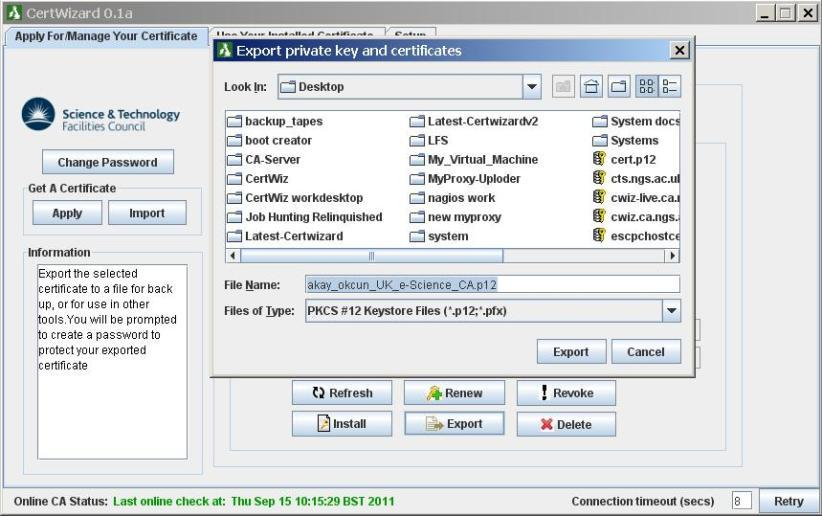 CertWizard 0.1a
Apply For/Manage Your Certificate
Use Your Installed Certificate
Setup
Export private key and certificates
Look In:
Desktop
backup_tapes
boot creator
CA-Server
CertWiz
CertWiz workdesktop
Job Hunting Relinquished
Latest-Certwizard
Latest-Certwizardv2
LFS
My_Virtual_Machine
MyProxy-Uploder
nagios work
new myproxy
system
System docs
Systems
cert.p12
cts.ngs.ac.ul
cwiz-live.ca.r
cwiz.ca.ngs.
escpchostce
File Name:
akay_okcun_UK_e-Science_CA.p12
Files of Type:
PKCS #12 Keystore Files (*.p12;*.pfx)
Export
Cancel
Science & Technology
Facilities Council
Change Password
Get A Certificate
Apply
Import
Information
Export the selected
certificate to a file for back
up, or for use in other
tools.You will be prompted
to create a password to
protect your exported
certificate
Refresh
Renew
Revoke
Install
Export
Delete
Online CA Status: Last online check at: Thu Sep 15 10:15:29 BST 2011
Connection timeout (secs)
8
Retry